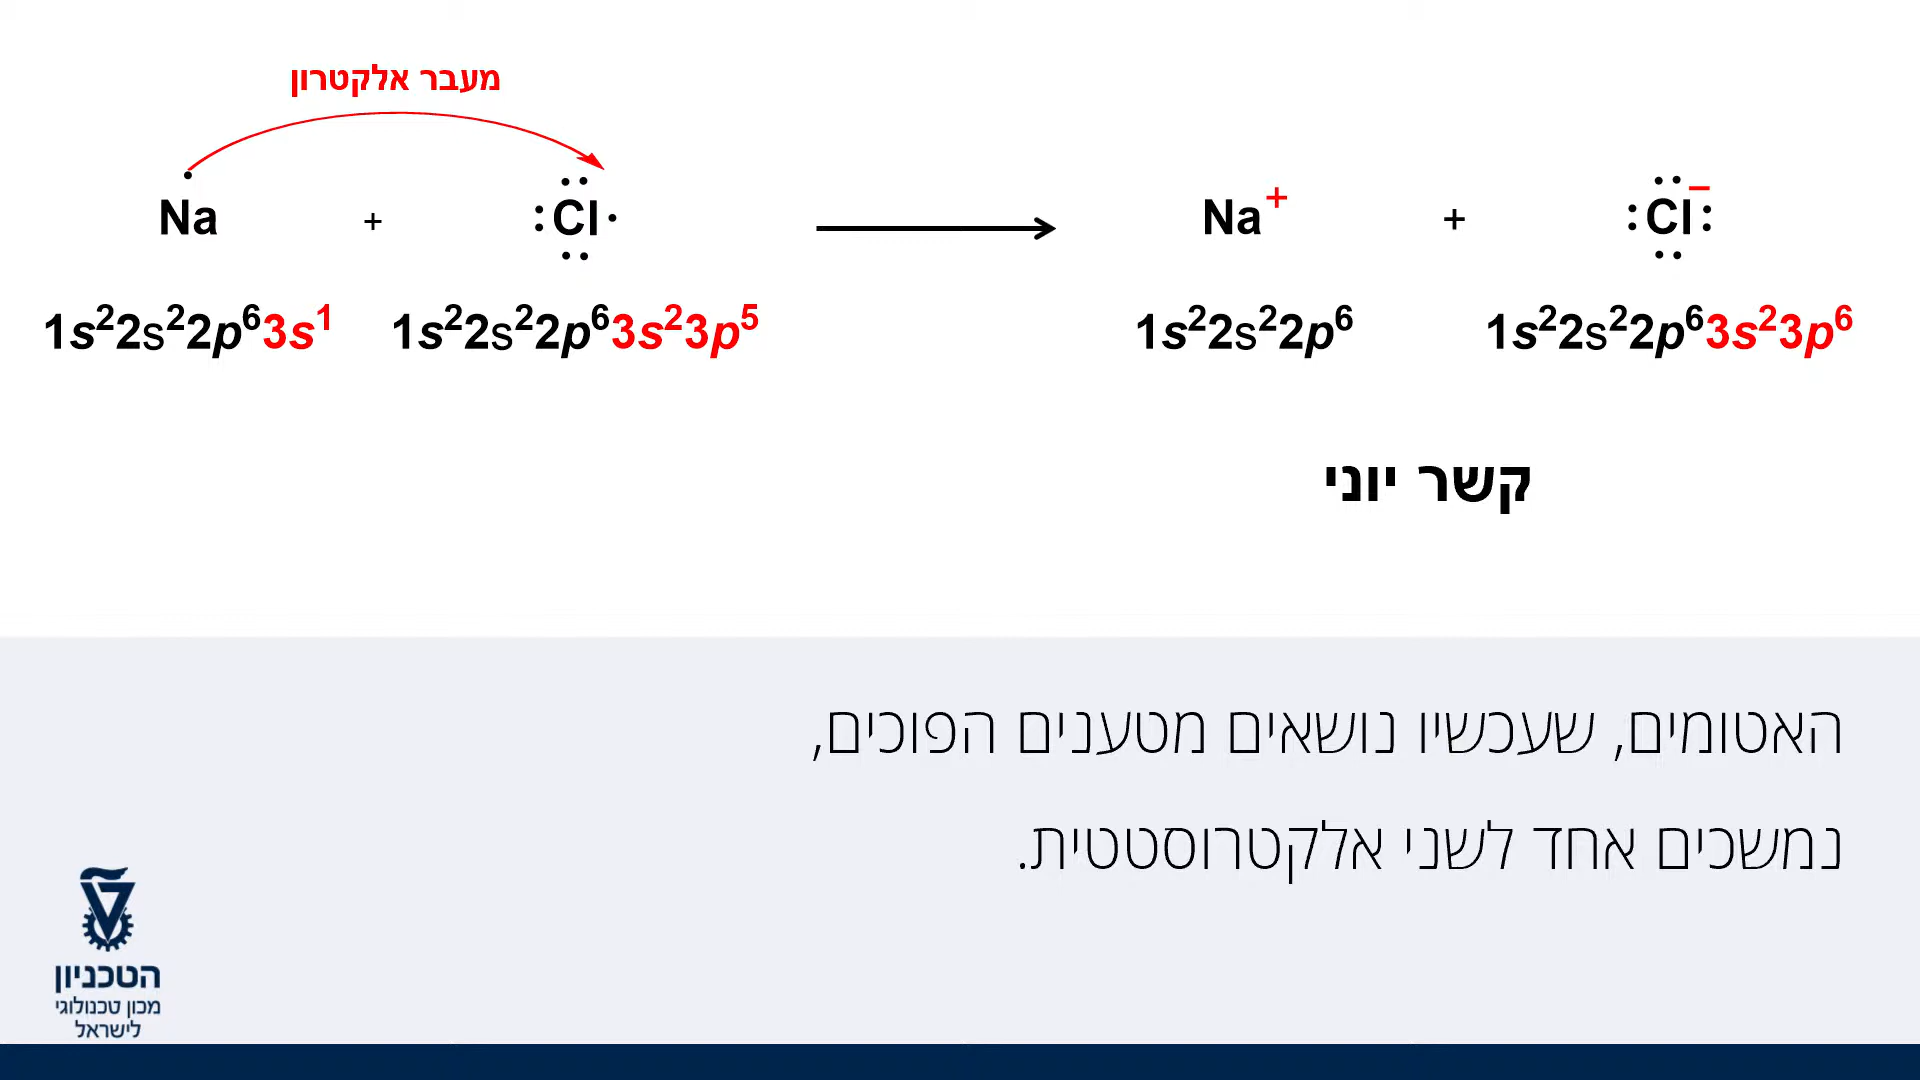 מעבר אלקטרון
Na + :Cl· → Na⁺ + :Cl:⁻
1s²2s²2p⁶3s¹ 1s²2s²2p⁶3s²3p⁵ 1s²2s²2p⁶ 1s²2s²2p⁶3s²3p⁶
קשר יוני
האטומים, שעכשיו נושאים מטענים הפוכים,
נמשכים אחד לשני אלקטרוסטטית.
הטכניון
מכון טכנולוגי
לישראל